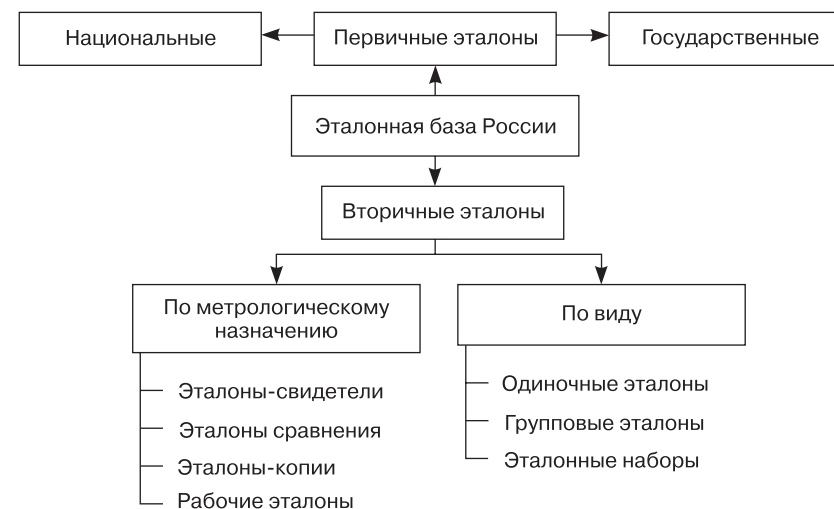 Национальные
Первичные эталоны
Государственные
Эталонная база России
Вторичные эталоны
По метрологическому
назначению
По виду
Эталоны-свидетели
Эталоны сравнения
Эталоны-копии
Рабочие эталоны
Одиночные эталоны
Групповые эталоны
Эталонные наборы